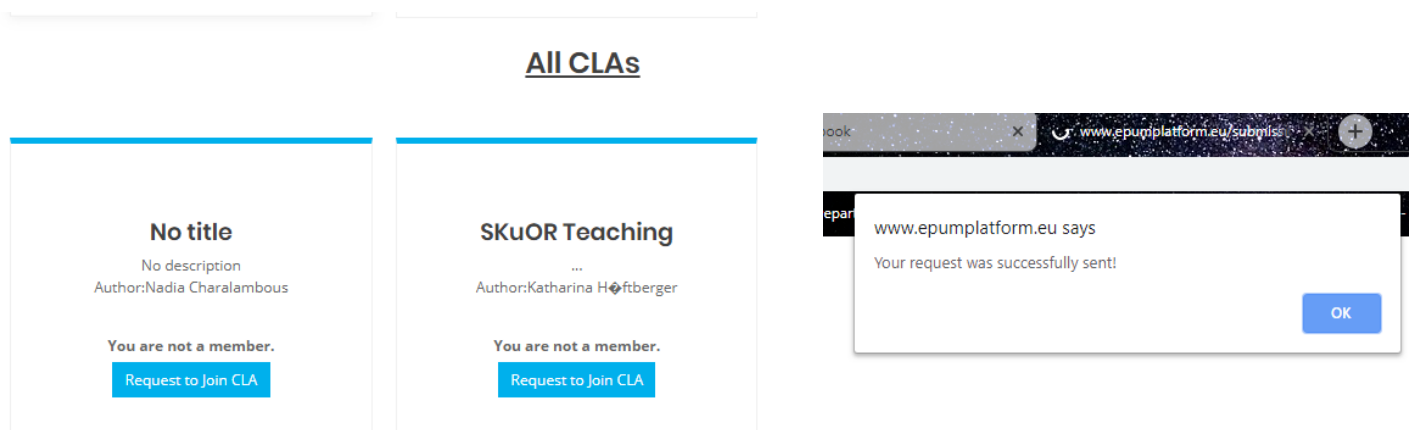 All CLAs
No title
No description
Author:Nadia Charalambous
You are not a member.
Request to Join CLA
SKuOR Teaching
...
Author:Katharina H�ftberger
You are not a member.
Request to Join CLA
ook
www.epumplatform.eu/submiss
epar
www.epumplatform.eu says
Your request was successfully sent!
OK